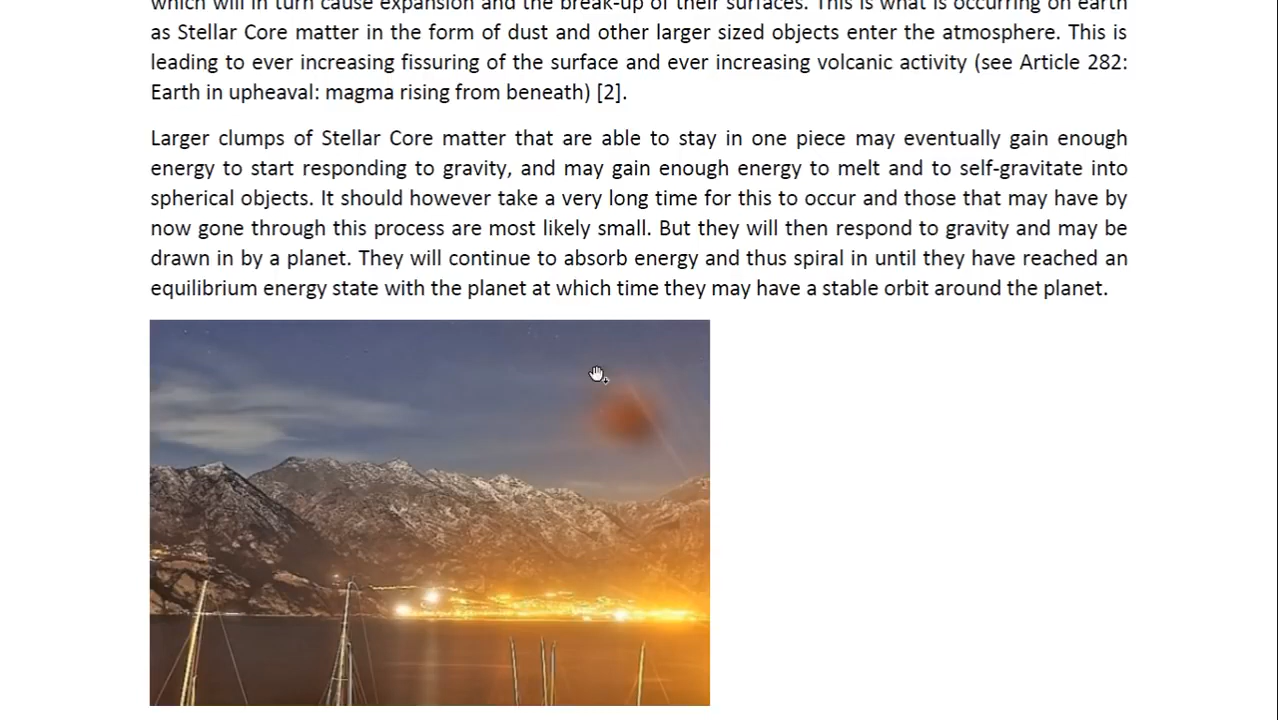 which will in turn cause expansion and the break-up of their surfaces. This is what is occurring on earth
as Stellar Core matter in the form of dust and other larger sized objects enter the atmosphere. This is
leading to ever increasing fissuring of the surface and ever increasing volcanic activity (see Article 282:
Earth in upheaval: magma rising from beneath) [2].
Larger clumps of Stellar Core matter that are able to stay in one piece may eventually gain enough
energy to start responding to gravity, and may gain enough energy to melt and to self-gravitate into
spherical objects. It should however take a very long time for this to occur and those that may have by
now gone through this process are most likely small. But they will then respond to gravity and may be
drawn in by a planet. They will continue to absorb energy and thus spiral in until they have reached an
equilibrium energy state with the planet at which time they may have a stable orbit around the planet.